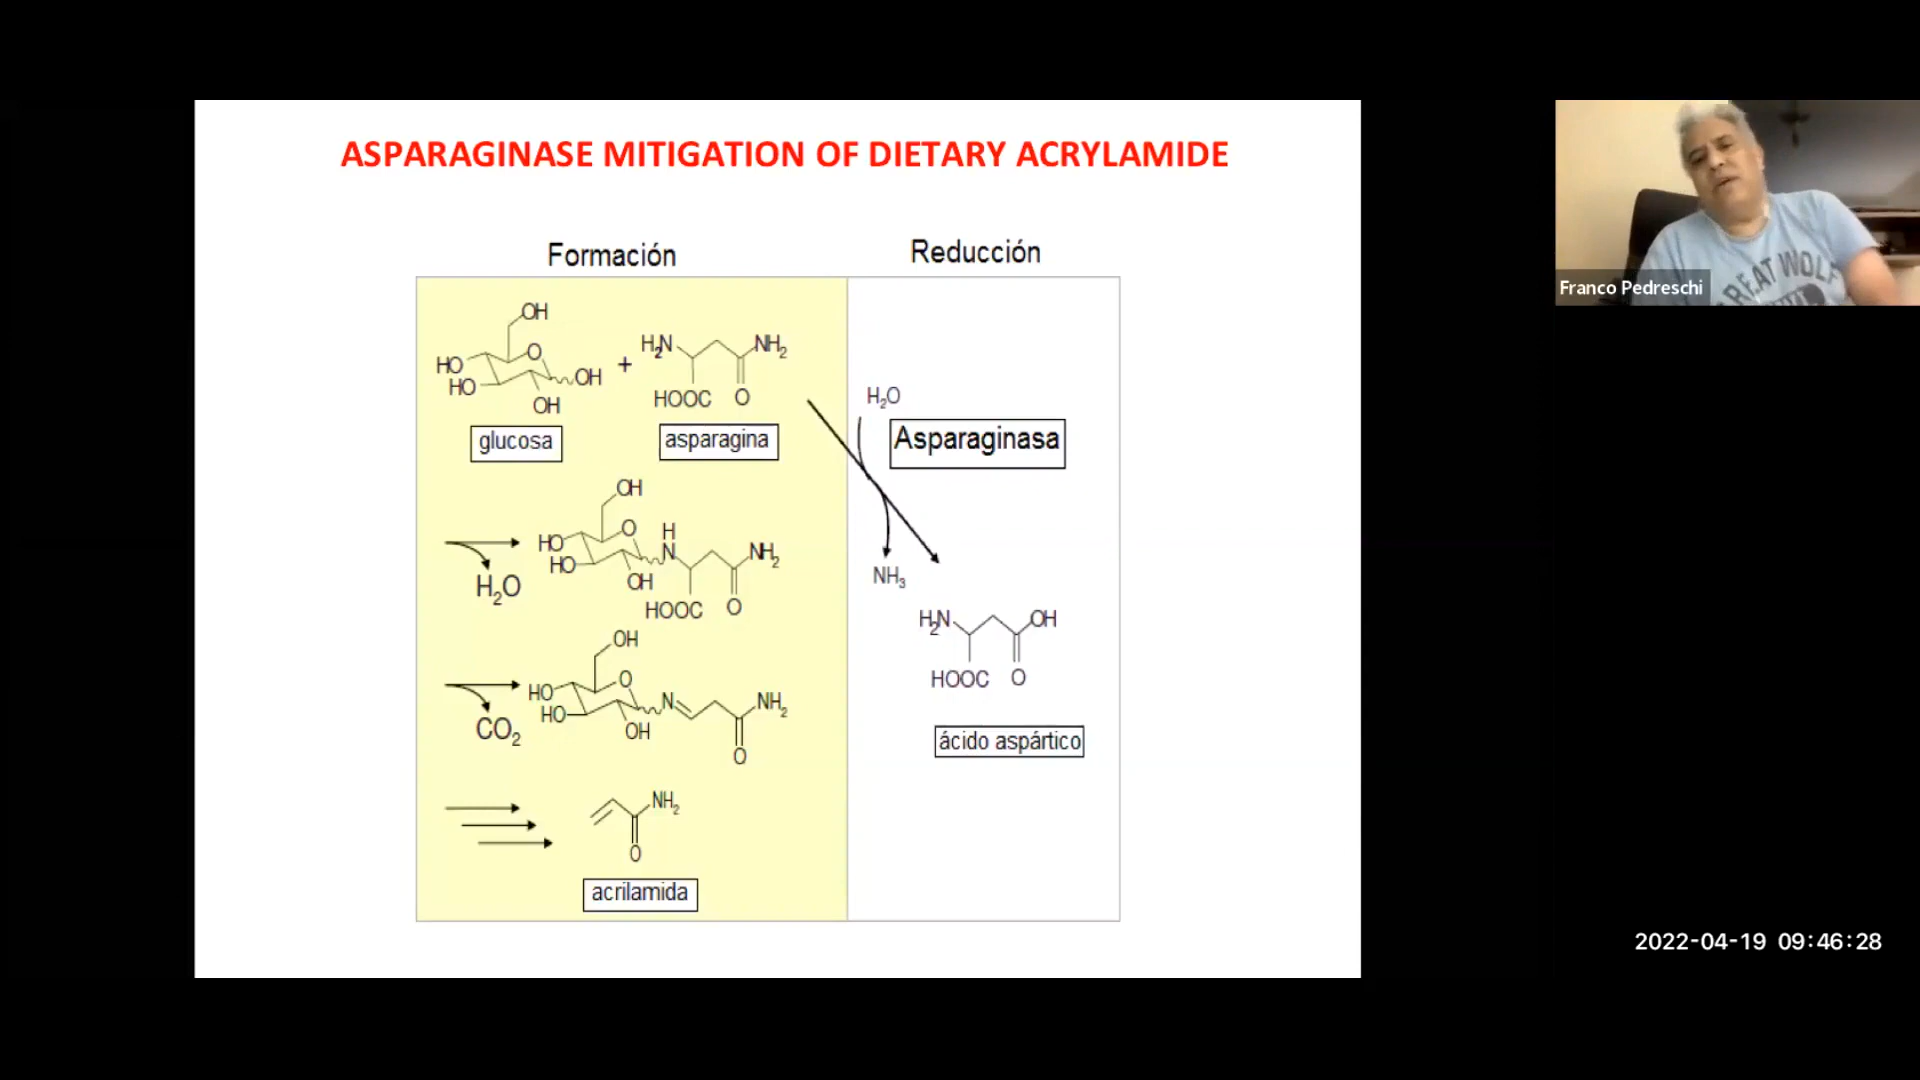 ASPARAGINASE MITIGATION OF DIETARY ACRYLAMIDE
Formación
Reducción
OH
O
HO
HO
OH
OH
+
H₂N
NH₂
HOOC
O
glucosa
asparagina
H₂O
Asparaginasa
OH
O
HO
HO
OH
H
N
NH₂
HOOC
O
H₂O
NH₃
H₂N
OH
HOOC
O
ácido aspártico
OH
O
HO
HO
OH
N
NH₂
O
CO₂
NH₂
O
acrilamida
Franco Pedreschi
GREAT WOLF
2022-04-19 09:46:28